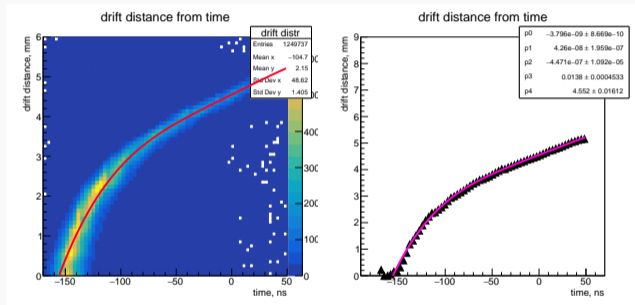 drift distance from time
drift distr
Entries 1249737
Mean x −104.7
Mean y 2.15
Std Dev x 48.62
Std Dev y 1.405
drift distance, mm
6
5
4
3
2
1
0
−150 −100 −50 0 50
time, ns
400
300
200
100
0
drift distance from time
p0 −3.796e−09 ± 8.669e−10
p1 4.26e−08 ± 1.959e−07
p2 −4.471e−07 ± 1.092e−05
p3 0.0138 ± 0.0004533
p4 4.552 ± 0.01612
drift distance, mm
9
8
7
6
5
4
3
2
1
0
−150 −100 −50 0 50
time, ns